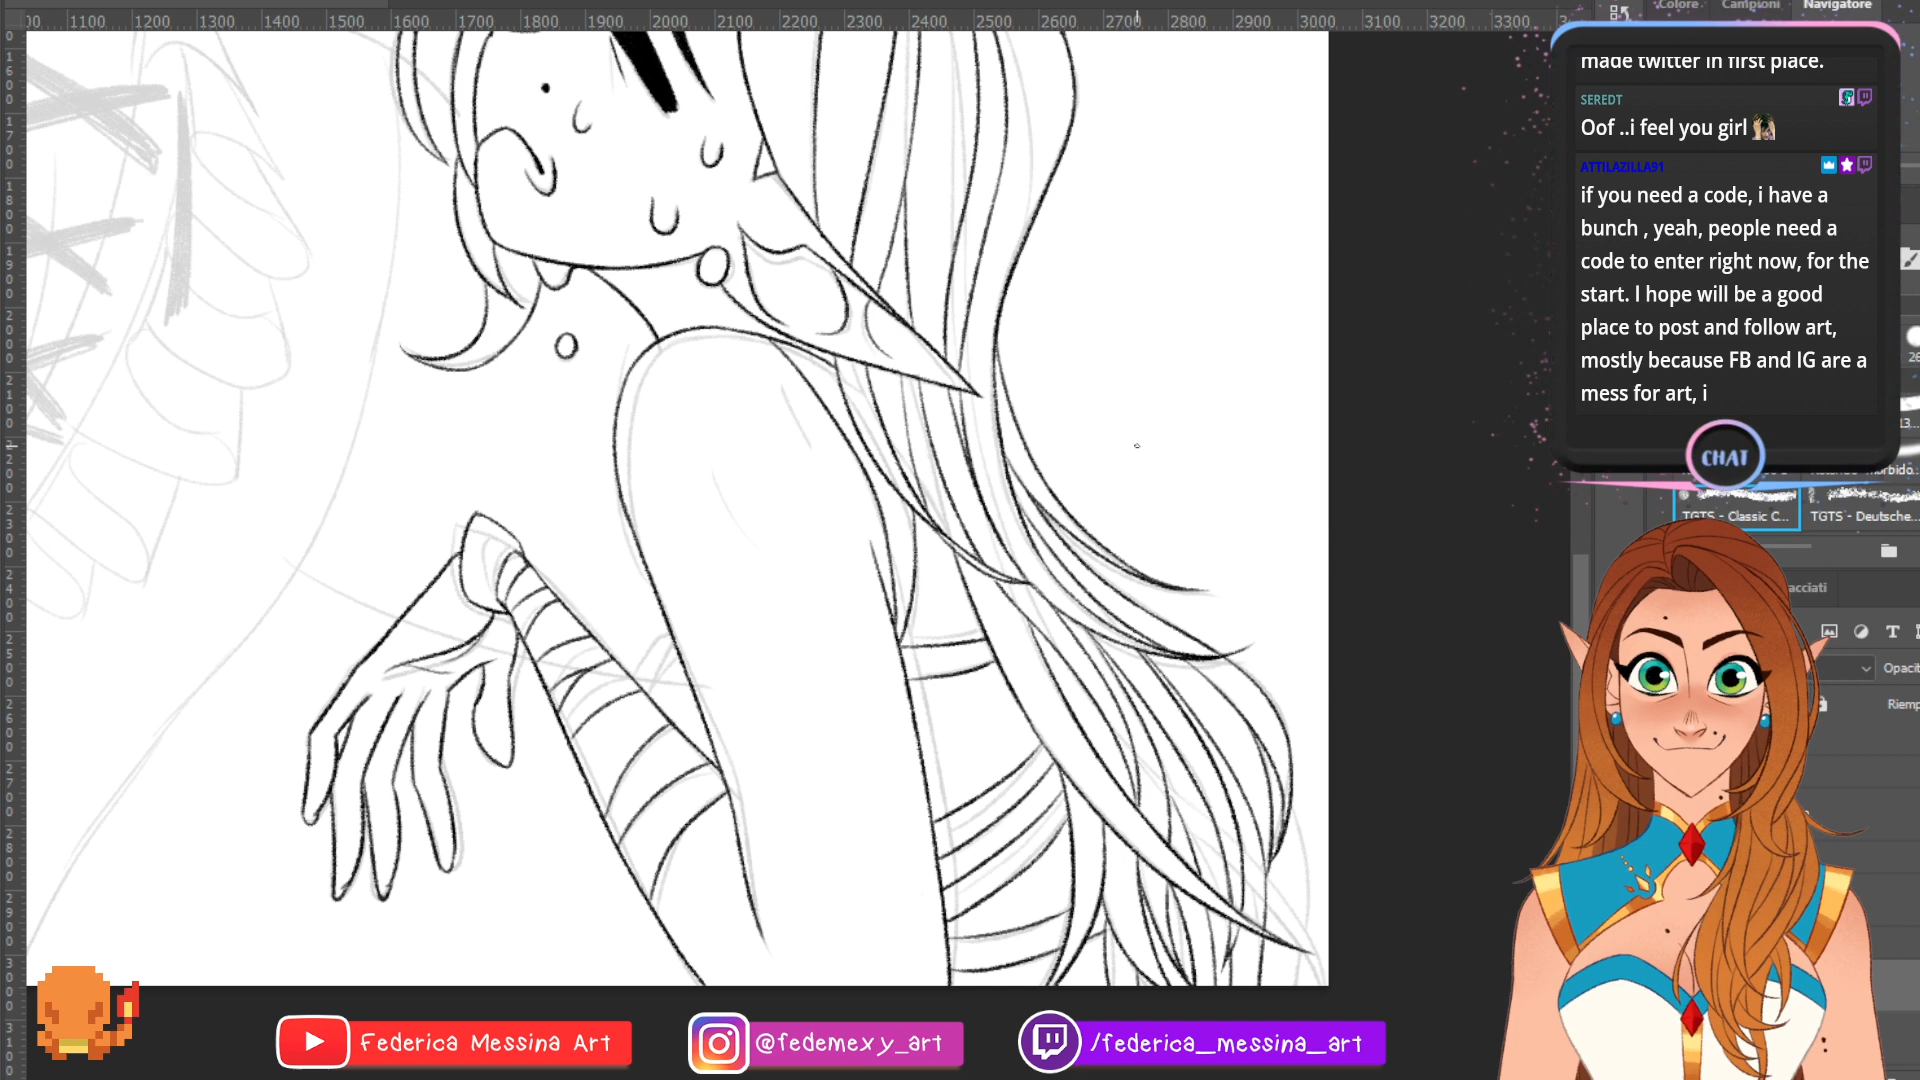 1100 1200 1300 1400 1500 1600 1700 1800 1900 2000 2100 2200 2300 2400 2500 2600 2700 2800 2900 3000 3100 3200 3300
Colore Campioni Navigatore
made twitter in first place.
SEREDT
Oof ..i feel you girl
ATTILAZILLA91
if you need a code, i have a
bunch , yeah, people need a
code to enter right now, for the
start. I hope will be a good
place to post and follow art,
mostly because FB and IG are a
mess for art, i
CHAT
TGTS - Classic C... TGTS - Deutsche...
acciati
Opacit
Riemp
Federica Messina Art
@fedemexy_art
/federica_messina_art